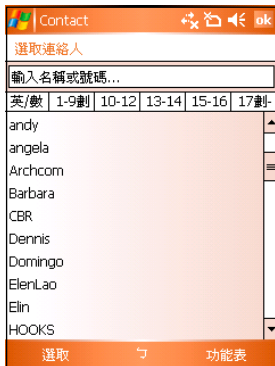 Contact ok
選取連絡人
輸入名稱或號碼...
英/數 1-9劃 10-12 13-14 15-16 17劃-
andy
angela
Archcom
Barbara
CBR
Dennis
Domingo
ElenLao
Elin
HOOKS
選取 ㄅ 功能表